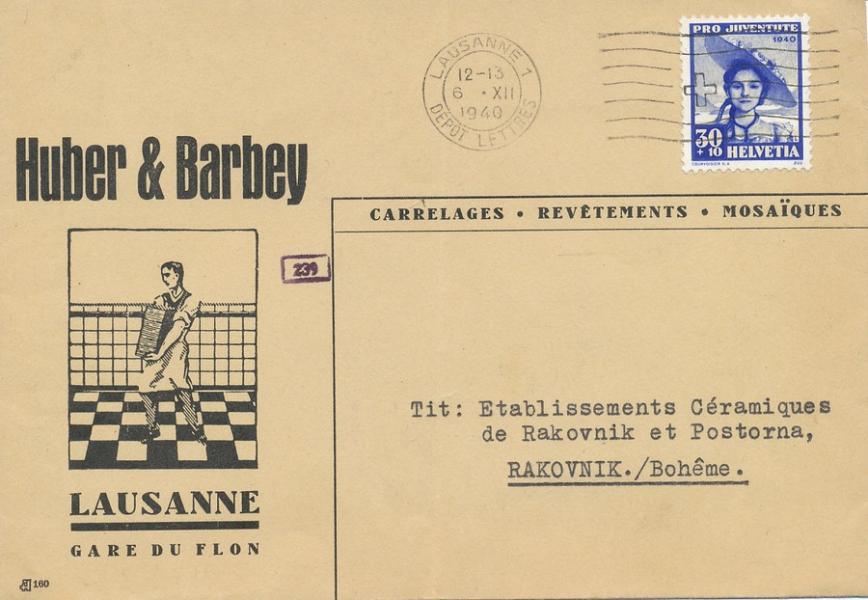 LAUSANNE 1
12-13
6 · XII
1940
DÉPOT LETTRES
PRO JUVENTUTE
1940
30
+ 10 HELVETIA
COURVOISIER S.A.
Huber & Barbey
CARRELAGES • REVÊTEMENTS • MOSAÏQUES
239
Tit: Etablissements Céramiques
de Rakovnik et Postorna,
RAKOVNIK./Bohême.
LAUSANNE
GARE DU FLON
160